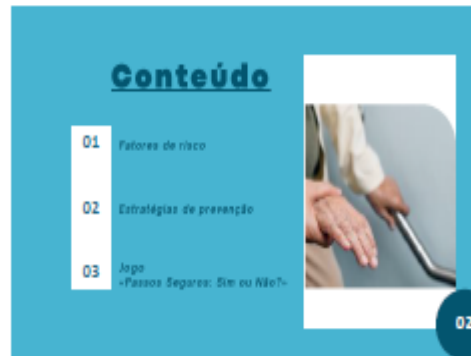 Conteúdo
01 Fatores de risco
02 Estratégias de prevenção
03 Jogo
«Passos Seguros: Sim ou Não?»
02